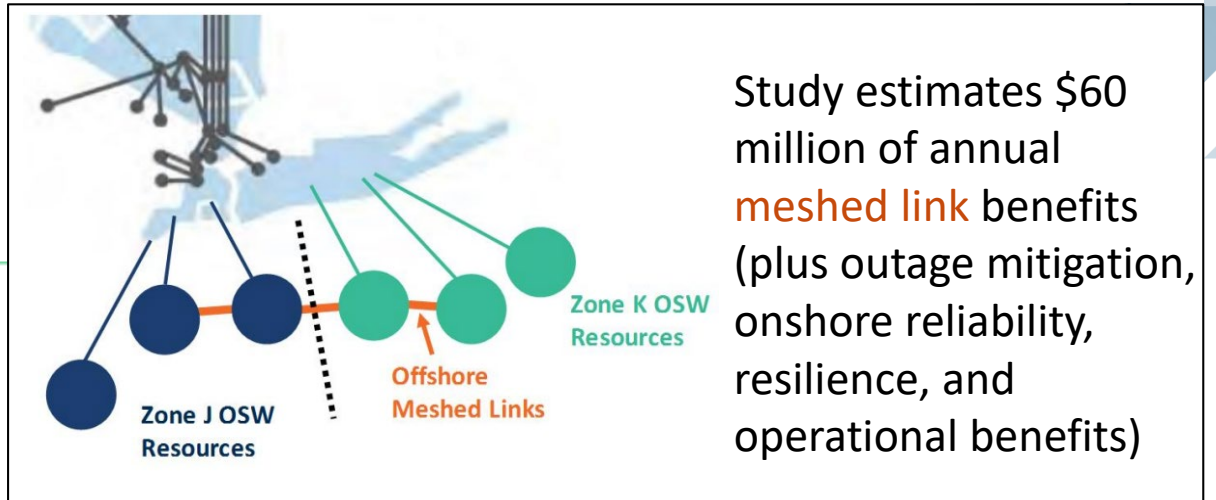 Study estimates $60
million of annual
meshed link benefits
(plus outage mitigation,
onshore reliability,
resilience, and
operational benefits)
Zone K OSW
Resources
Offshore
Meshed Links
Zone J OSW
Resources